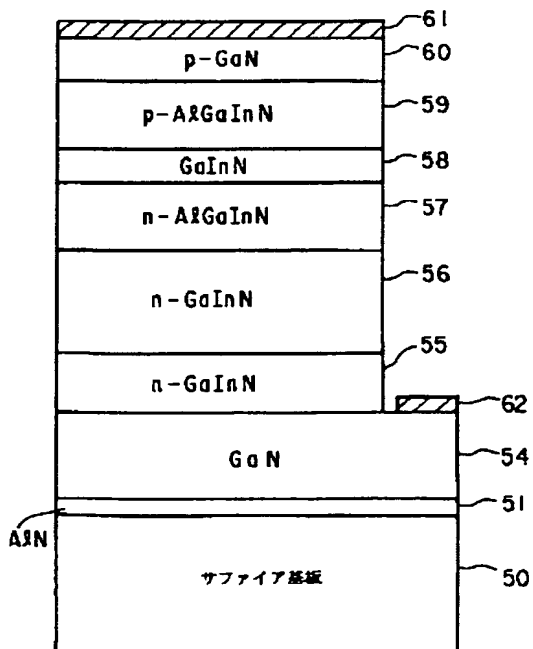 61
p-GaN 60
p-AlGaInN 59
GaInN 58
n-AlGaInN 57
n-GaInN 56
n-GaInN 55
62
GaN 54
AlN 51
サファイア基板 50